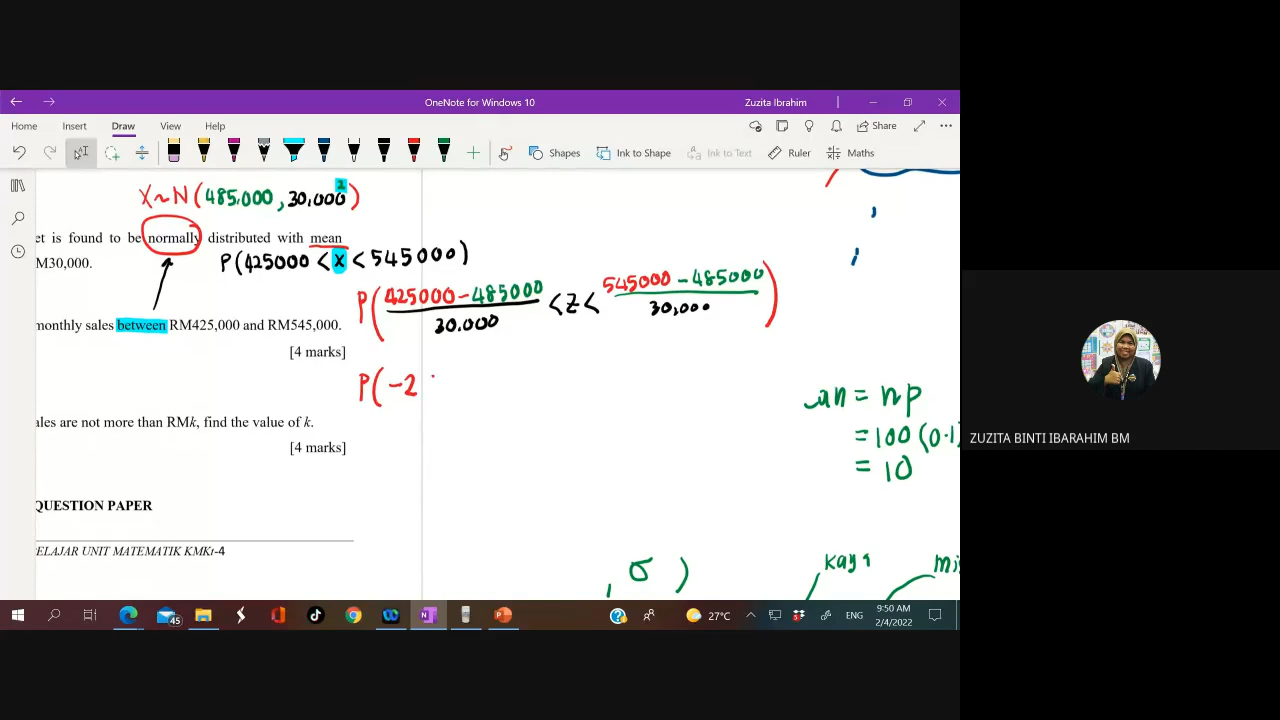 OneNote for Windows 10
Zuzita Ibrahim
Home Insert Draw View Help
Share
Shapes
Ink to Shape
Ink to Text
Ruler
Maths
X~N(485,000, 30,000²)
et is found to be normally distributed with mean
M30,000.
P(425000 < X < 545000)
P(425000 - 485000 / 30.000 < Z < 545000 - 485000 / 30,000)
monthly sales between RM425,000 and RM545,000.
[4 marks]
P( -2
ales are not more than RMk, find the value of k.
[4 marks]
= np
= 100 (0.1)
= 10
QUESTION PAPER
ELAJAR UNIT MATEMATIK KMKt-4
, σ )
kaya
45
27°C
ENG
9:50 AM
2/4/2022
ZUZITA BINTI IBARAHIM BM